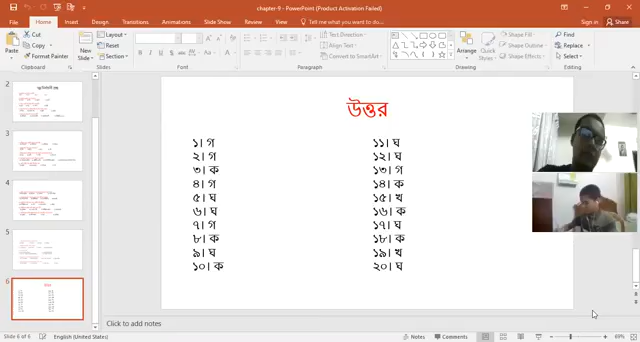 chapter-9 - PowerPoint (Product Activation Failed)
File Home Insert Design Transitions Animations Slide Show Review View Tell me what you want to do... Sign in Share
Paste Cut Copy Format Painter
New Slide Layout Reset Section
Text Direction Align Text Convert to SmartArt
Arrange Quick Styles Shape Fill Shape Outline Shape Effects
Find Replace Select
Clipboard Slides Font Paragraph Drawing Editing
উত্তর
১। গ
২। গ
৩। ক
৪। গ
৫। ঘ
৬। ঘ
৭। গ
৮। ক
৯। ঘ
১০। ক
১১। ঘ
১২। ঘ
১৩। গ
১৪। ক
১৫। খ
১৬। ক
১৭। ঘ
১৮। ক
১৯। খ
২০। ঘ
2
3
4
5
6
Click to add notes
Slide 6 of 6 English (United States) Notes Comments 69%